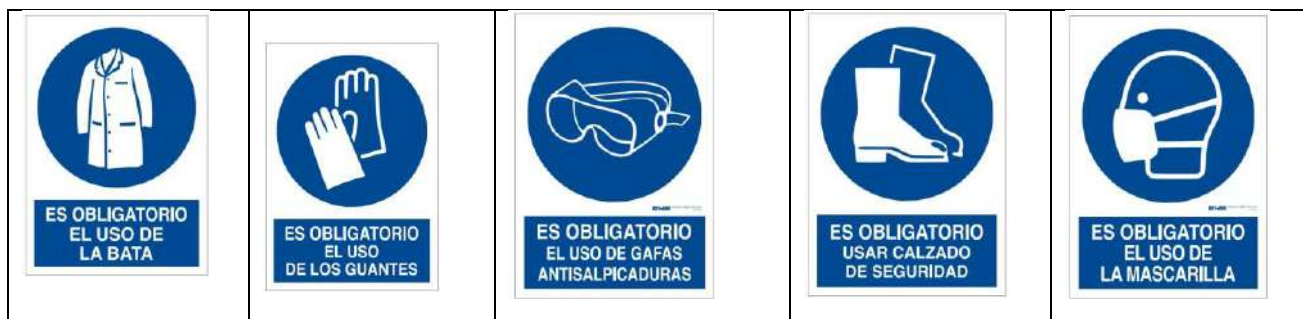 ES OBLIGATORIO
EL USO DE
LA BATA
ES OBLIGATORIO
EL USO
DE LOS GUANTES
ES OBLIGATORIO
EL USO DE GAFAS
ANTISALPICADURAS
ES OBLIGATORIO
USAR CALZADO
DE SEGURIDAD
ES OBLIGATORIO
EL USO DE
LA MASCARILLA